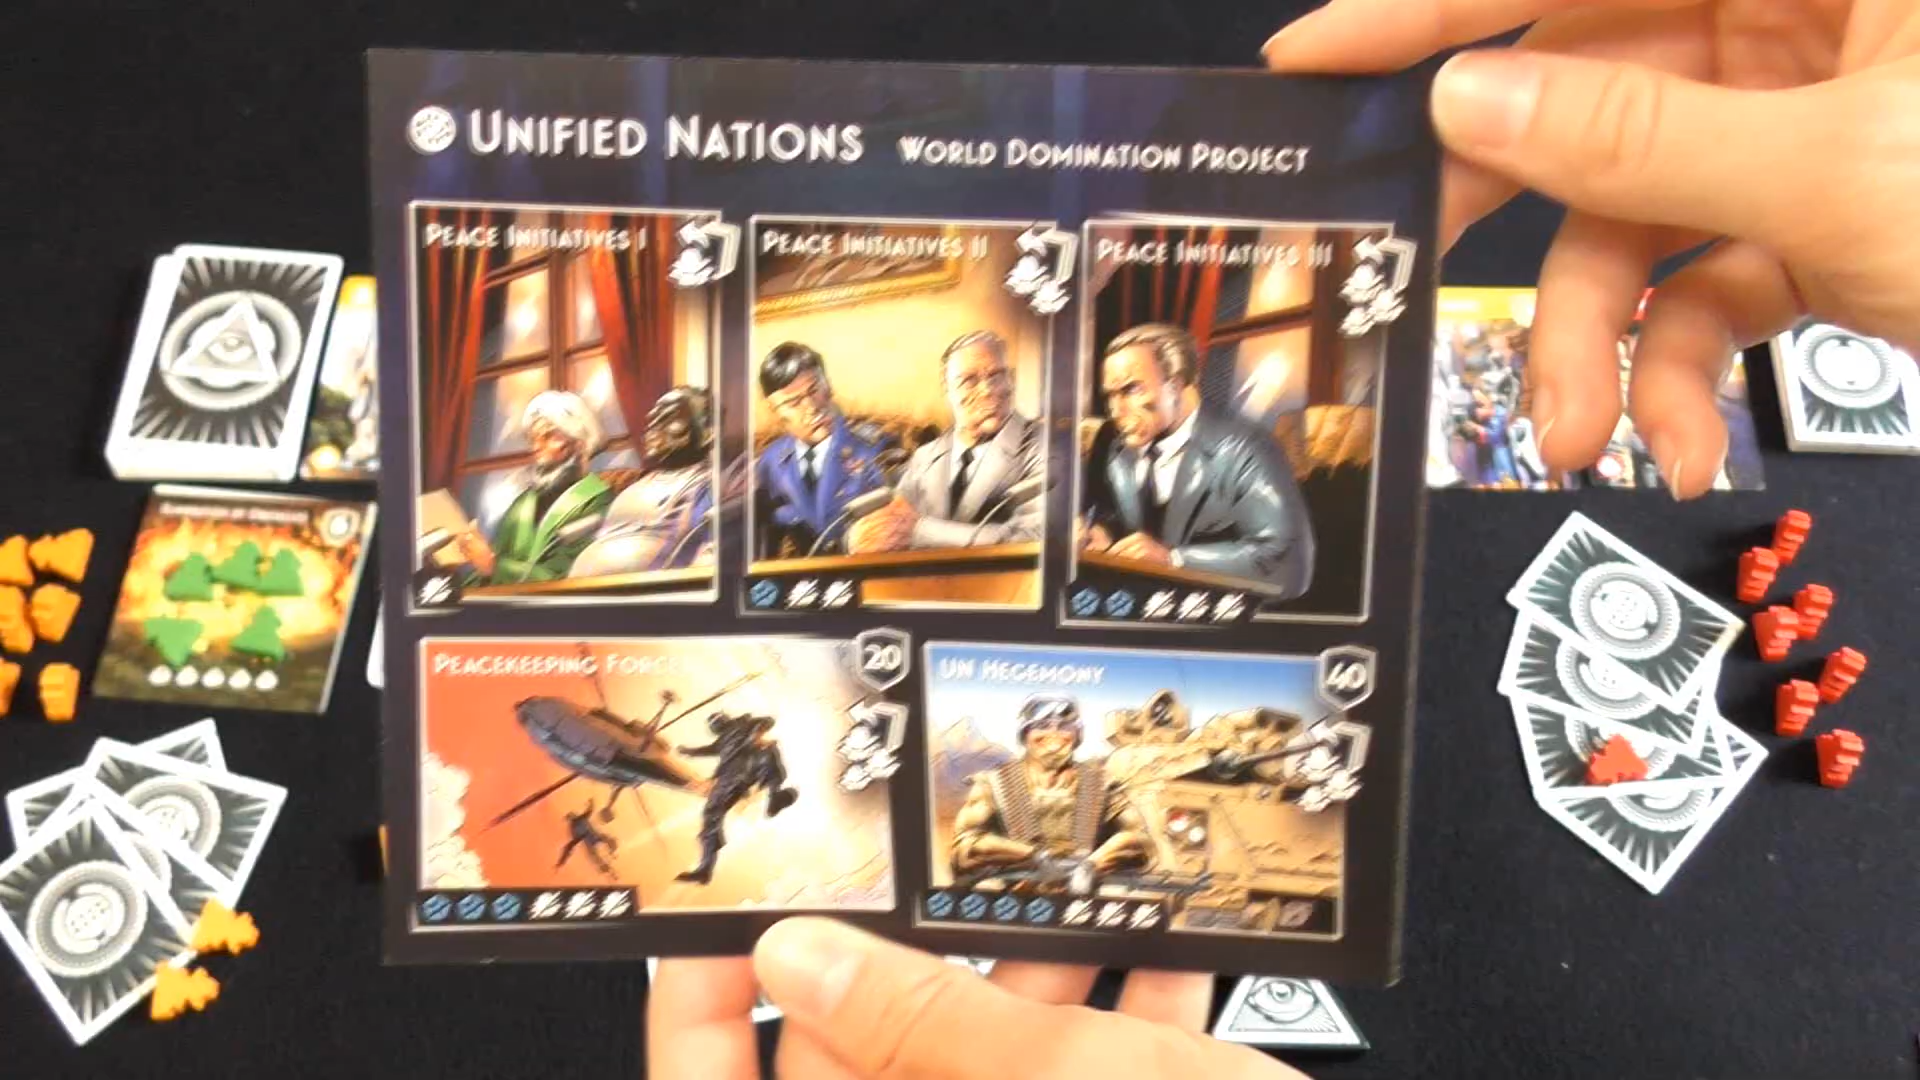 UNIFIED NATIONS WORLD DOMINATION PROJECT
PEACE INITIATIVES I
PEACE INITIATIVES II
PEACE INITIATIVES III
PEACEKEEPING FORCE
20
UN HEGEMONY
40